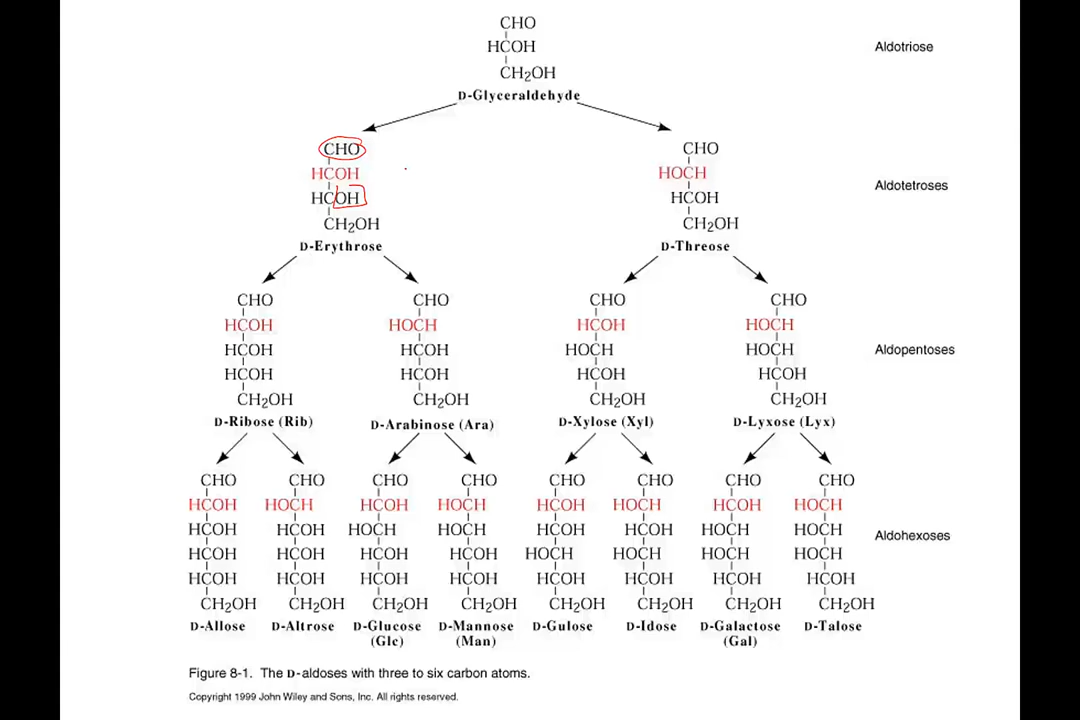 CHO
HCOH
CH2OH
D-Glyceraldehyde
Aldotriose
CHO CHO
HCOH HOCH
HCOH HCOH
CH2OH CH2OH
D-Erythrose D-Threose
Aldotetroses
CHO CHO CHO CHO
HCOH HOCH HCOH HOCH
HCOH HCOH HOCH HOCH
HCOH HCOH HCOH HCOH
CH2OH CH2OH CH2OH CH2OH
D-Ribose (Rib) D-Arabinose (Ara) D-Xylose (Xyl) D-Lyxose (Lyx)
Aldopentoses
CHO CHO CHO CHO CHO CHO CHO CHO
HCOH HOCH HCOH HOCH HCOH HOCH HCOH HOCH
HCOH HCOH HOCH HOCH HCOH HCOH HOCH HOCH
HCOH HCOH HCOH HCOH HOCH HOCH HOCH HOCH
HCOH HCOH HCOH HCOH HCOH HCOH HCOH HCOH
CH2OH CH2OH CH2OH CH2OH CH2OH CH2OH CH2OH CH2OH
D-Allose D-Altrose D-Glucose D-Mannose D-Gulose D-Idose D-Galactose D-Talose
(Glc) (Man) (Gal)
Aldohexoses
Figure 8-1. The D-aldoses with three to six carbon atoms.
Copyright 1999 John Wiley and Sons, Inc. All rights reserved.